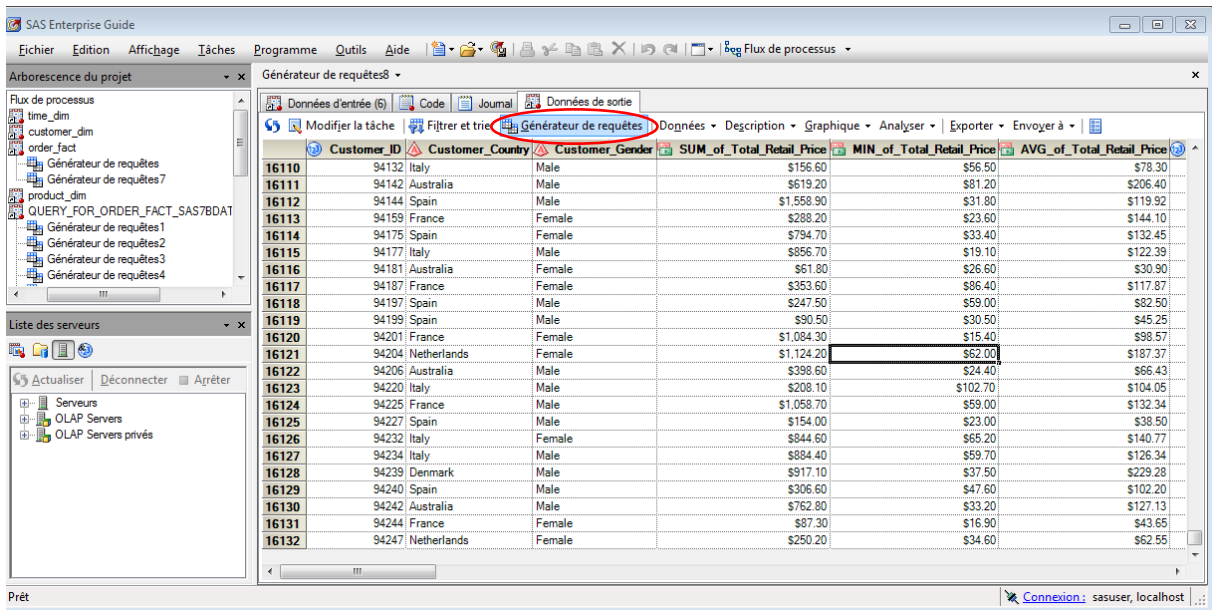 SAS Enterprise Guide
Fichier Edition Affichage Tâches Programme Outils Aide Flux de processus
Arborescence du projet
Flux de processus
time_dim
customer_dim
order_fact
Générateur de requêtes
Générateur de requêtes7
product_dim
QUERY_FOR_ORDER_FACT_SAS7BDAT
Générateur de requêtes1
Générateur de requêtes2
Générateur de requêtes3
Générateur de requêtes4
Liste des serveurs
Actualiser Déconnecter Arrêter
Serveurs
OLAP Servers
OLAP Servers privés
Générateur de requêtes8
Données d'entrée (6) Code Journal Données de sortie
Modifier la tâche Filtrer et trie Générateur de requêtes Données Description Graphique Analyser Exporter Envoyer à
Customer_ID Customer_Country Customer_Gender SUM_of_Total_Retail_Price MIN_of_Total_Retail_Price AVG_of_Total_Retail_Price
16110 94132 Italy Male $156.60 $56.50 $78.30
16111 94142 Australia Male $619.20 $81.20 $206.40
16112 94144 Spain Male $1,558.90 $31.80 $119.92
16113 94159 France Female $288.20 $23.60 $144.10
16114 94175 Spain Female $794.70 $33.40 $132.45
16115 94177 Italy Male $856.70 $19.10 $122.39
16116 94181 Australia Female $61.80 $26.60 $30.90
16117 94187 France Female $353.60 $86.40 $117.87
16118 94197 Spain Male $247.50 $59.00 $82.50
16119 94199 Spain Male $90.50 $30.50 $45.25
16120 94201 France Female $1,084.30 $15.40 $98.57
16121 94204 Netherlands Female $1,124.20 $62.00 $187.37
16122 94206 Australia Male $398.60 $24.40 $66.43
16123 94220 Italy Male $208.10 $102.70 $104.05
16124 94225 France Male $1,058.70 $59.00 $132.34
16125 94227 Spain Male $154.00 $23.00 $38.50
16126 94232 Italy Female $844.60 $65.20 $140.77
16127 94234 Italy Male $884.40 $59.70 $126.34
16128 94239 Denmark Male $917.10 $37.50 $229.28
16129 94240 Spain Male $306.60 $47.60 $102.20
16130 94242 Australia Male $762.80 $33.20 $127.13
16131 94244 France Female $87.30 $16.90 $43.65
16132 94247 Netherlands Female $250.20 $34.60 $62.55
Prêt
Connexion : sasuser, localhost